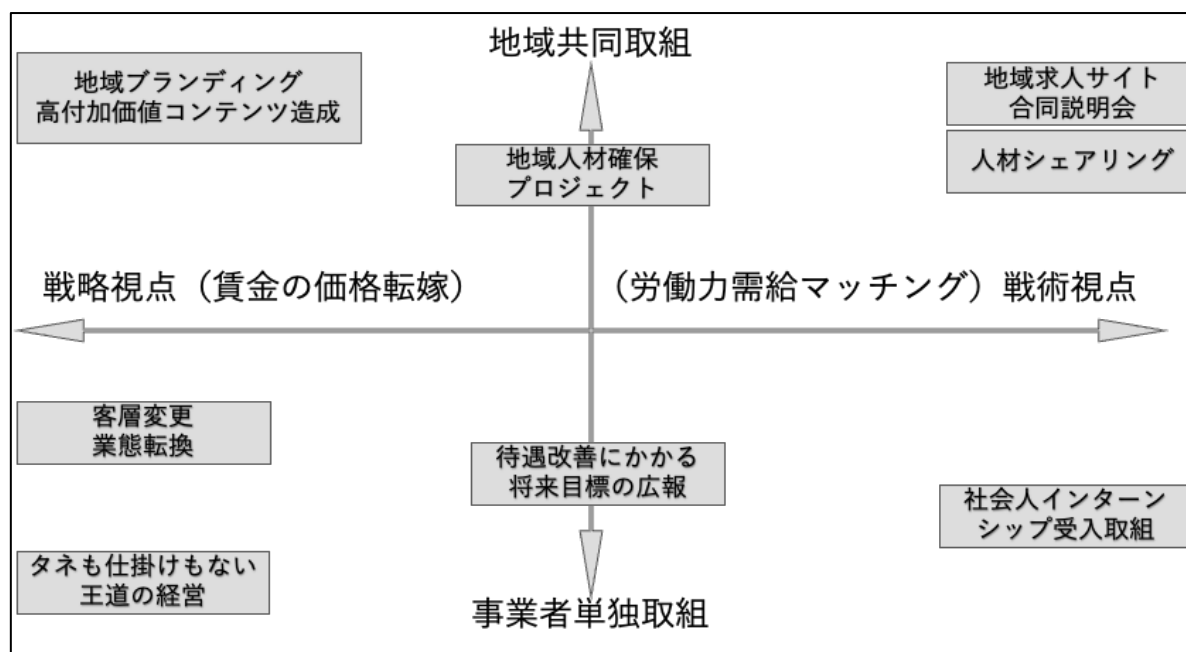 地域共同取組
地域ブランディング
高付加価値コンテンツ造成
地域求人サイト
合同説明会
地域人材確保
プロジェクト
人材シェアリング
戦略視点（賃金の価格転嫁）
（労働力需給マッチング）戦術視点
客層変更
業態転換
待遇改善にかかる
将来目標の広報
社会人インターン
シップ受入取組
タネも仕掛けもない
王道の経営
事業者単独取組